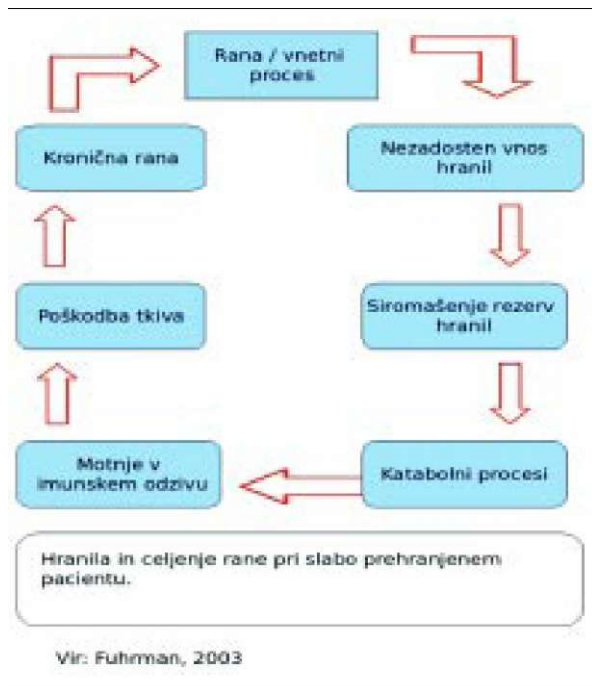 Rana / vnetni
proces
Nezadosten vnos
hranil
Siromašenje rezerv
hranil
Katabolni procesi
Motnje v
imunskem odzivu
Poškodba tkiva
Kronična rana
Hranila in celjenje rane pri slabo prehranjenem
pacientu.
Vir: Fuhrman, 2003